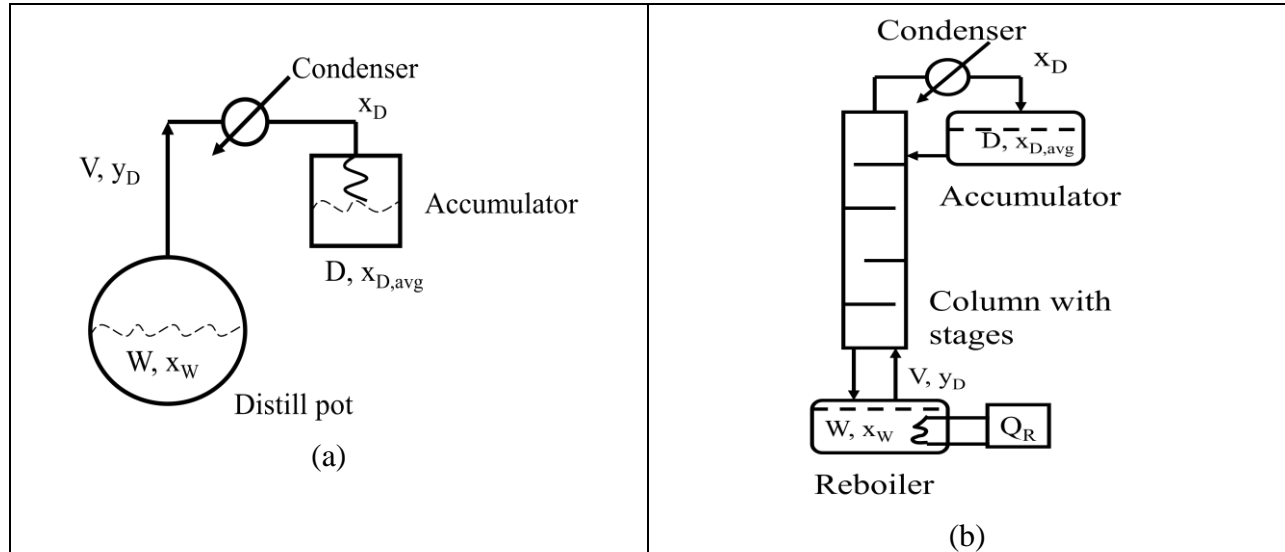 Condenser
x_D
V, y_D
Accumulator
D, x_D,avg
W, x_W
Distill pot
(a)
Condenser
x_D
D, x_D,avg
Accumulator
Column with
stages
V, y_D
W, x_W
Q_R
Reboiler
(b)